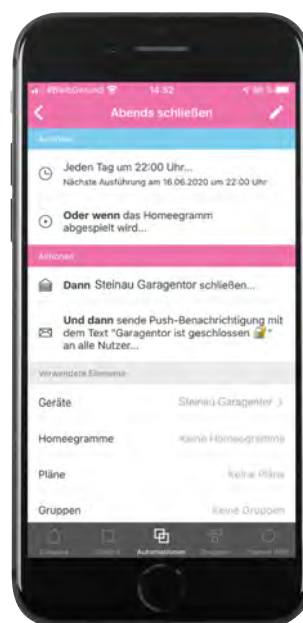 14:52
Abends schließen
Auslöser
Jeden Tag um 22:00 Uhr...
Nächste Ausführung am 16.06.2020 um 22:00 Uhr
Oder wenn das Homeegramm
abgespielt wird...
Aktionen
Dann Steinau Garagentor schließen...
Und dann sende Push-Benachrichtigung mit
dem Text "Garagentor ist geschlossen 🔐"
an alle Nutzer...
Verwendete Elemente
Geräte Steinau Garagentor
Homeegramme Keine Homeegramme
Pläne Keine Pläne
Gruppen Keine Gruppen
Automationen